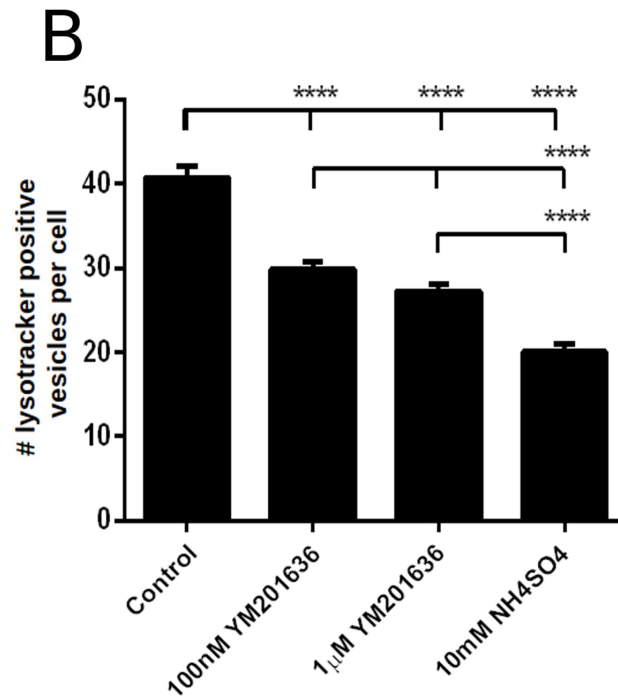 B
# lysotracker positive
vesicles per cell
50
40
30
20
10
0
**** **** ****
****
****
Control
100nM YM201636
1μM YM201636
10mM NH4SO4